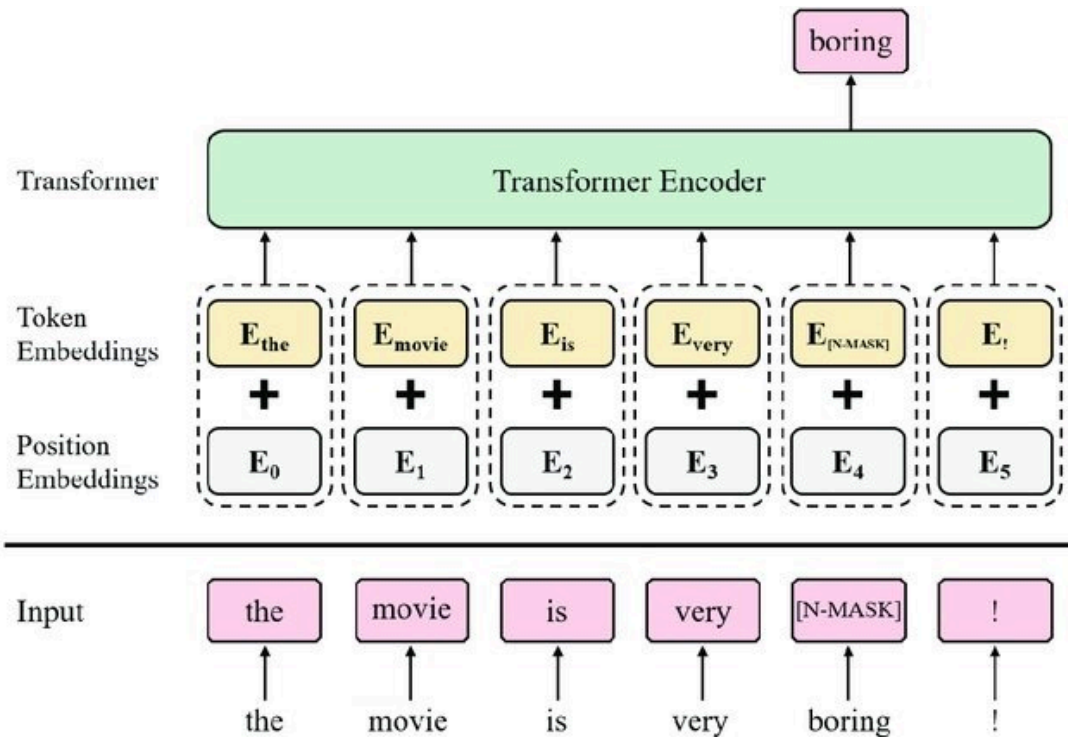 boring
Transformer
Transformer Encoder
Token
Embeddings
E_the E_movie E_is E_very E_[N-MASK] E_!
+ + + + + +
Position
Embeddings
E_0 E_1 E_2 E_3 E_4 E_5
Input
the movie is very [N-MASK] !
the movie is very boring !